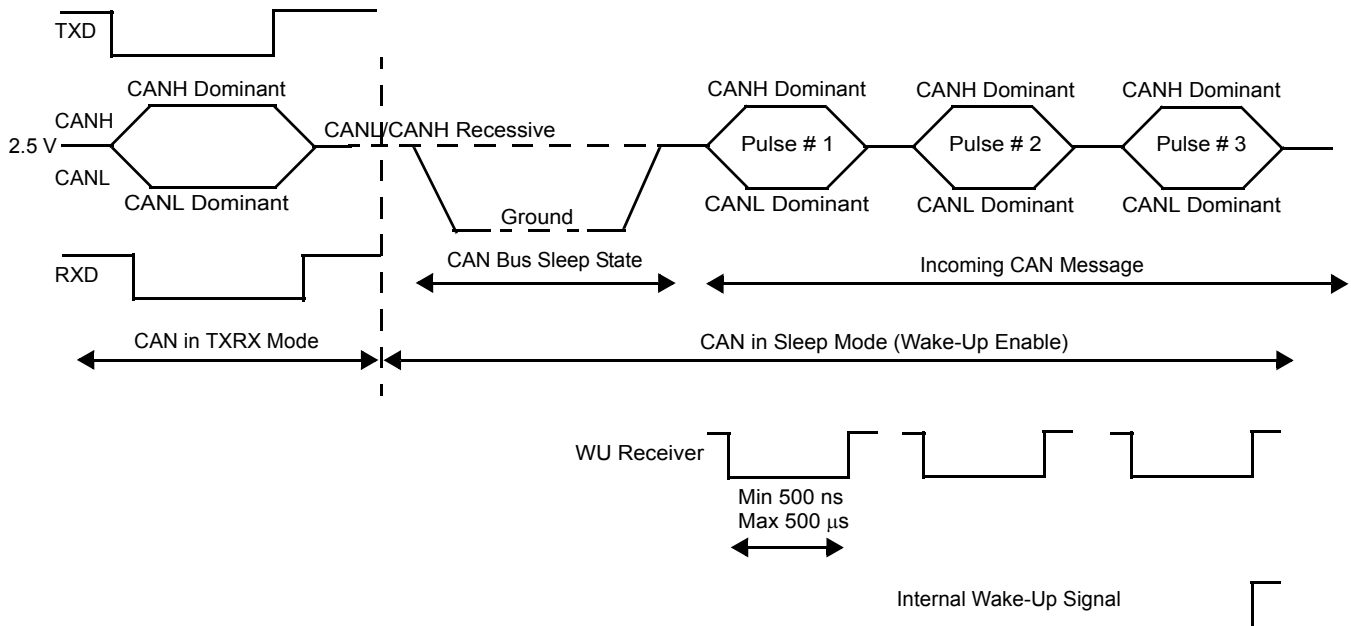 TXD
CANH Dominant
CANH
2.5 V
CANL
CANL Dominant
CANL/CANH Recessive
Ground
CAN Bus Sleep State
CANH Dominant
CANH Dominant
CANH Dominant
Pulse # 1
Pulse # 2
Pulse # 3
CANL Dominant
CANL Dominant
CANL Dominant
Incoming CAN Message
RXD
CAN in TXRX Mode
CAN in Sleep Mode (Wake-Up Enable)
WU Receiver
Min 500 ns
Max 500 μs
Internal Wake-Up Signal